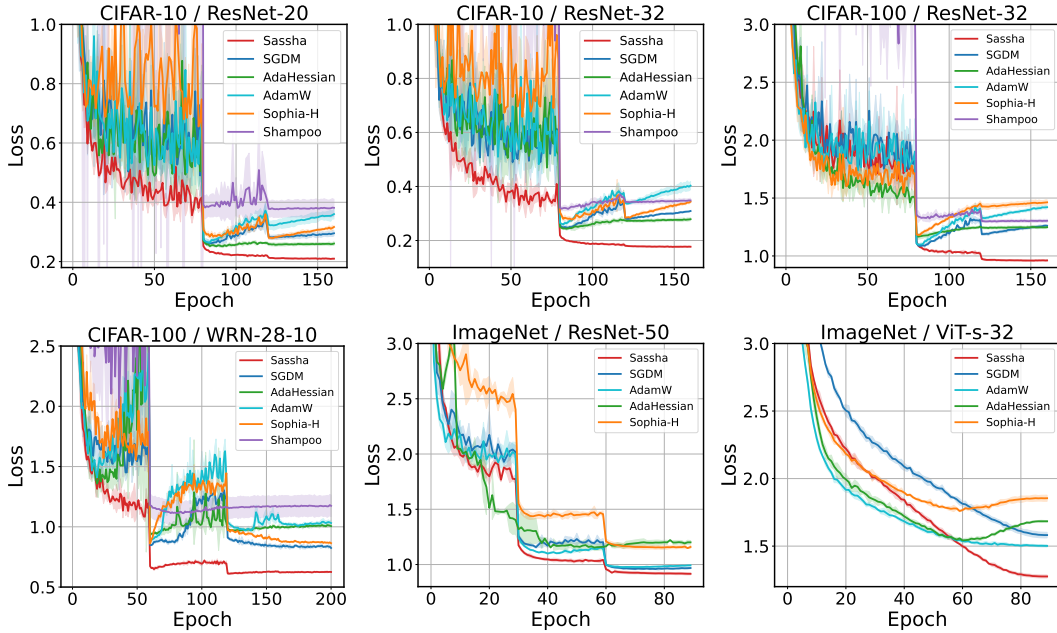 CIFAR-10 / ResNet-20
Loss
1.0
0.8
0.6
0.4
0.2
0
50
100
150
Epoch
Sassha
SGDM
AdaHessian
AdamW
Sophia-H
Shampoo
CIFAR-10 / ResNet-32
Loss
1.0
0.8
0.6
0.4
0.2
0
50
100
150
Epoch
Sassha
SGDM
AdaHessian
AdamW
Sophia-H
Shampoo
CIFAR-100 / ResNet-32
Loss
3.0
2.5
2.0
1.5
1.0
0
50
100
150
Epoch
Sassha
SGDM
AdaHessian
AdamW
Sophia-H
Shampoo
CIFAR-100 / WRN-28-10
Loss
2.5
2.0
1.5
1.0
0.5
0
50
100
150
200
Epoch
Sassha
SGDM
AdaHessian
AdamW
Sophia-H
Shampoo
ImageNet / ResNet-50
Loss
3.0
2.5
2.0
1.5
1.0
0
20
40
60
80
Epoch
Sassha
SGDM
AdamW
AdaHessian
Sophia-H
ImageNet / ViT-s-32
Loss
3.0
2.5
2.0
1.5
0
20
40
60
80
Epoch
Sassha
SGDM
AdamW
AdaHessian
Sophia-H